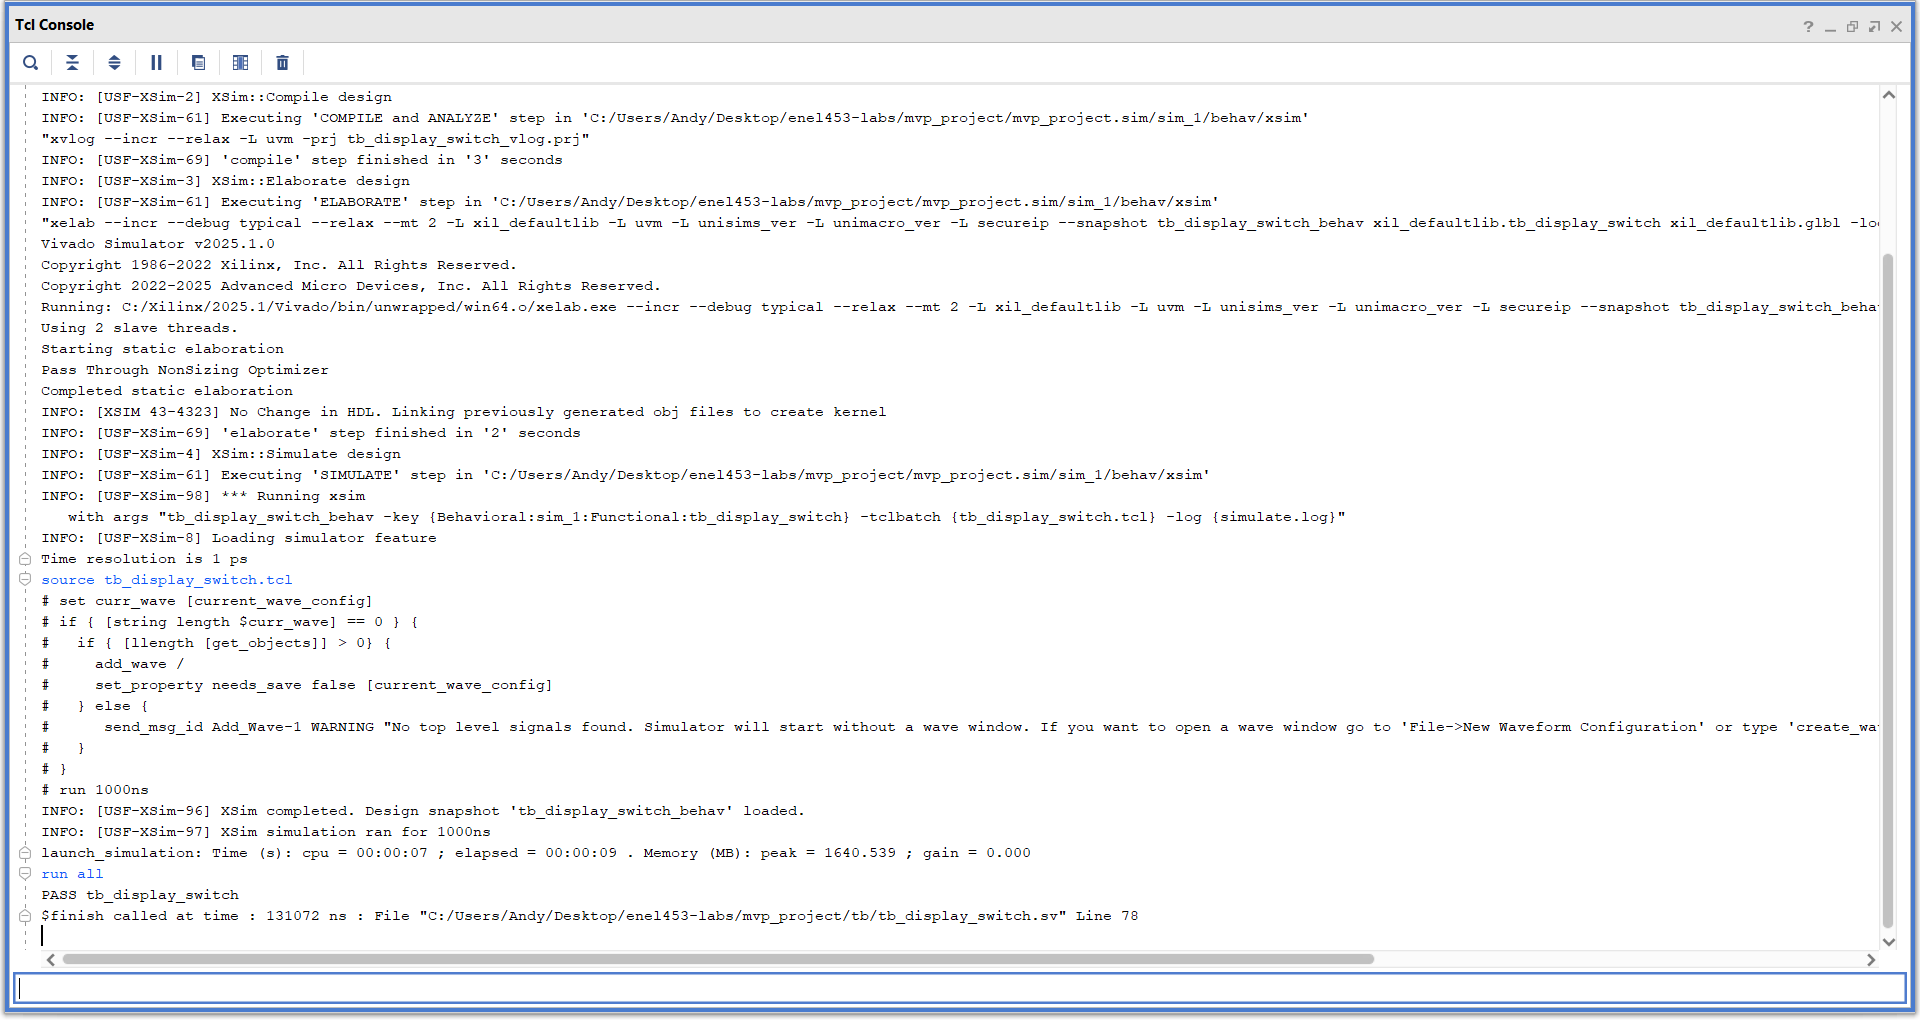 Tcl Console
INFO: [USF-XSim-2] XSim::Compile design
INFO: [USF-XSim-61] Executing 'COMPILE and ANALYZE' step in 'C:/Users/Andy/Desktop/enel453-labs/mvp_project/mvp_project.sim/sim_1/behav/xsim'
"xvlog --incr --relax -L uvm -prj tb_display_switch_vlog.prj"
INFO: [USF-XSim-69] 'compile' step finished in '3' seconds
INFO: [USF-XSim-3] XSim::Elaborate design
INFO: [USF-XSim-61] Executing 'ELABORATE' step in 'C:/Users/Andy/Desktop/enel453-labs/mvp_project/mvp_project.sim/sim_1/behav/xsim'
"xelab --incr --debug typical --relax --mt 2 -L xil_defaultlib -L uvm -L unisims_ver -L unimacro_ver -L secureip --snapshot tb_display_switch_behav xil_defaultlib.tb_display_switch xil_defaultlib.glbl -lo
Vivado Simulator v2025.1.0
Copyright 1986-2022 Xilinx, Inc. All Rights Reserved.
Copyright 2022-2025 Advanced Micro Devices, Inc. All Rights Reserved.
Running: C:/Xilinx/2025.1/Vivado/bin/unwrapped/win64.o/xelab.exe --incr --debug typical --relax --mt 2 -L xil_defaultlib -L uvm -L unisims_ver -L unimacro_ver -L secureip --snapshot tb_display_switch_beha
Using 2 slave threads.
Starting static elaboration
Pass Through NonSizing Optimizer
Completed static elaboration
INFO: [XSIM 43-4323] No Change in HDL. Linking previously generated obj files to create kernel
INFO: [USF-XSim-69] 'elaborate' step finished in '2' seconds
INFO: [USF-XSim-4] XSim::Simulate design
INFO: [USF-XSim-61] Executing 'SIMULATE' step in 'C:/Users/Andy/Desktop/enel453-labs/mvp_project/mvp_project.sim/sim_1/behav/xsim'
INFO: [USF-XSim-98] *** Running xsim
with args "tb_display_switch_behav -key {Behavioral:sim_1:Functional:tb_display_switch} -tclbatch {tb_display_switch.tcl} -log {simulate.log}"
INFO: [USF-XSim-8] Loading simulator feature
Time resolution is 1 ps
source tb_display_switch.tcl
# set curr_wave [current_wave_config]
# if { [string length $curr_wave] == 0 } {
#   if { [llength [get_objects]] > 0} {
#     add_wave /
#     set_property needs_save false [current_wave_config]
#   } else {
#      send_msg_id Add_Wave-1 WARNING "No top level signals found. Simulator will start without a wave window. If you want to open a wave window go to 'File->New Waveform Configuration' or type 'create_wa
#   }
# }
# run 1000ns
INFO: [USF-XSim-96] XSim completed. Design snapshot 'tb_display_switch_behav' loaded.
INFO: [USF-XSim-97] XSim simulation ran for 1000ns
launch_simulation: Time (s): cpu = 00:00:07 ; elapsed = 00:00:09 . Memory (MB): peak = 1640.539 ; gain = 0.000
run all
PASS tb_display_switch
$finish called at time : 131072 ns : File "C:/Users/Andy/Desktop/enel453-labs/mvp_project/tb/tb_display_switch.sv" Line 78